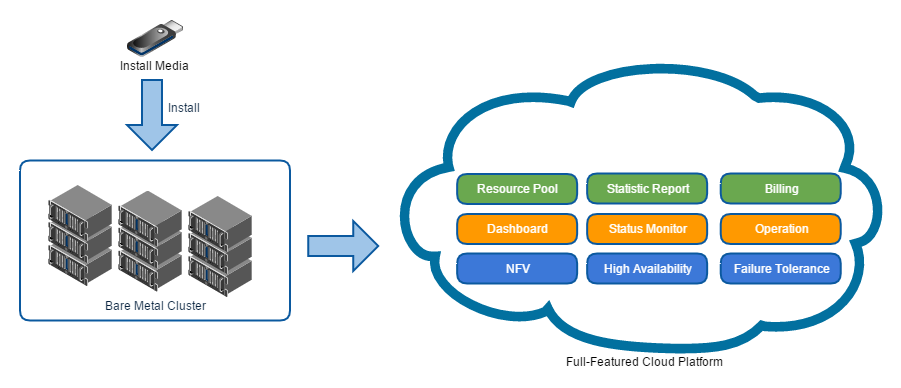 Install Media
Install
Bare Metal Cluster
Resource Pool
Statistic Report
Billing
Dashboard
Status Monitor
Operation
NFV
High Availability
Failure Tolerance
Full-Featured Cloud Platform